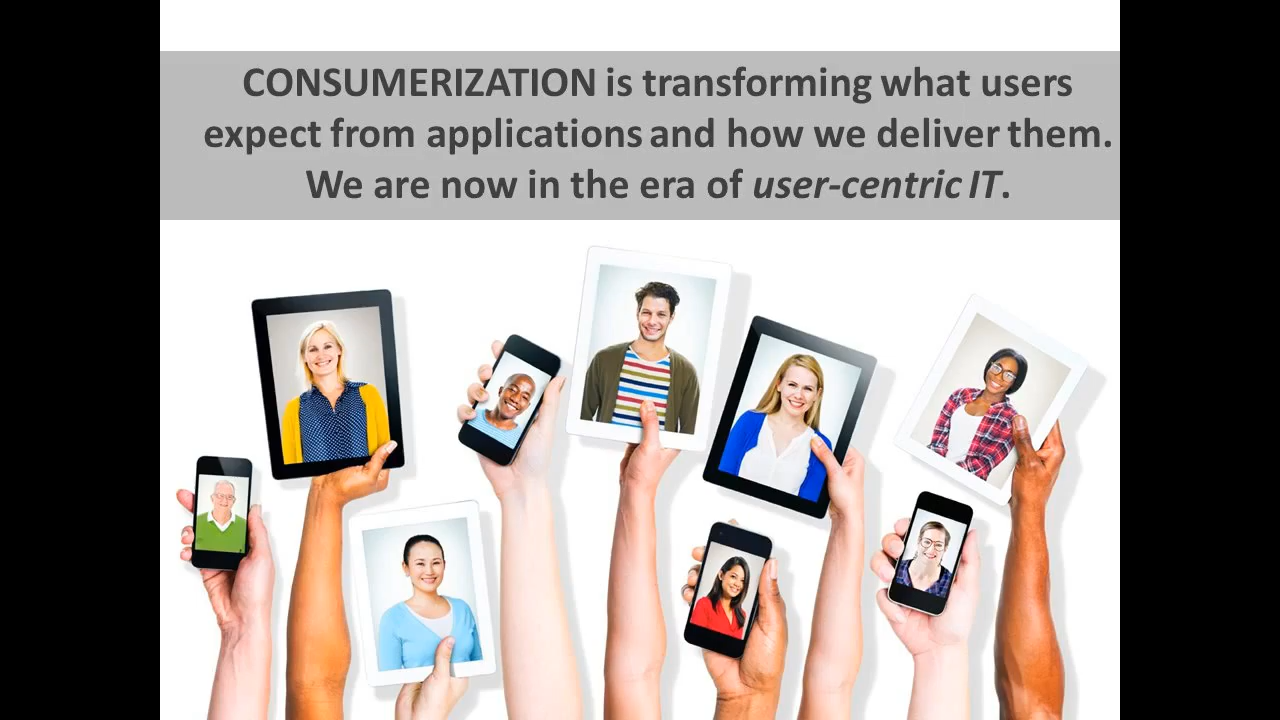 CONSUMERIZATION is transforming what users
expect from applications and how we deliver them.
We are now in the era of user-centric IT.